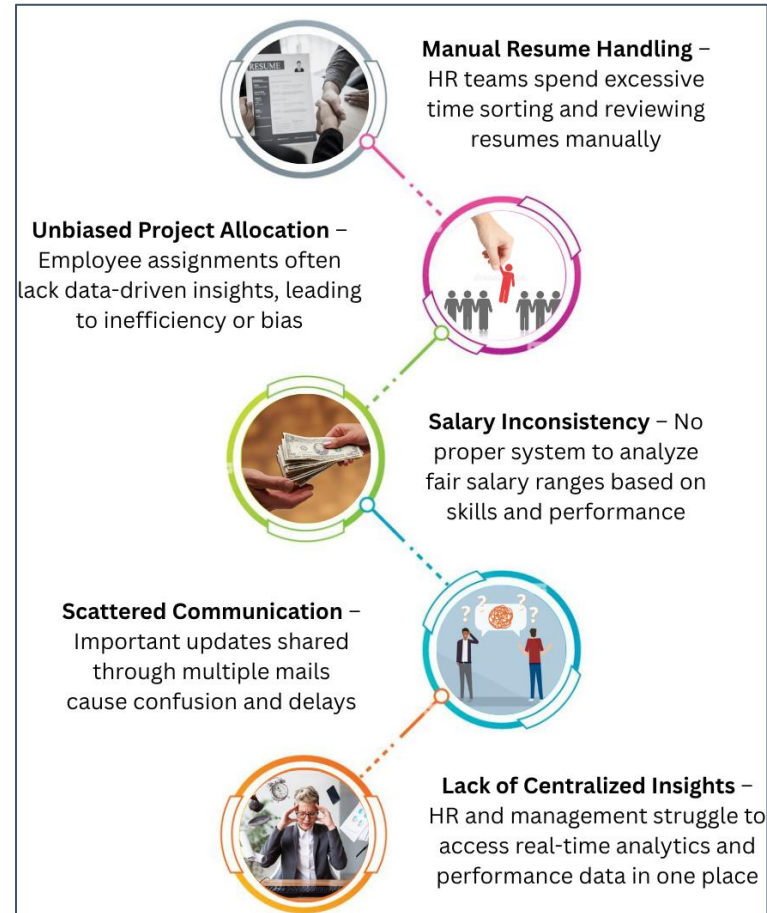 Manual Resume Handling –
HR teams spend excessive
time sorting and reviewing
resumes manually
RESUME
Unbiased Project Allocation –
Employee assignments often
lack data-driven insights, leading
to inefficiency or bias
Salary Inconsistency – No
proper system to analyze
fair salary ranges based on
skills and performance
Scattered Communication –
Important updates shared
through multiple mails
cause confusion and delays
? ? ? ?
Lack of Centralized Insights –
HR and management struggle to
access real-time analytics and
performance data in one place